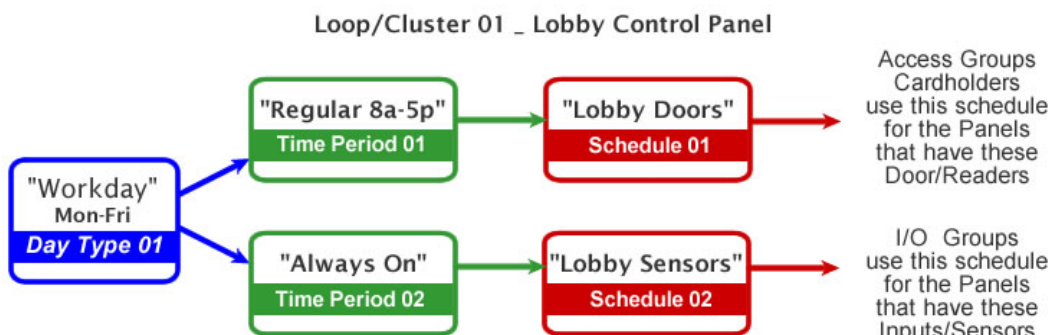 Loop/Cluster 01 _ Lobby Control Panel
"Workday"
Mon-Fri
Day Type 01
"Regular 8a-5p"
Time Period 01
"Lobby Doors"
Schedule 01
Access Groups
Cardholders
use this schedule
for the Panels
that have these
Door/Readers
"Always On"
Time Period 02
"Lobby Sensors"
Schedule 02
I/O Groups
use this schedule
for the Panels
that have these
Inputs/Sensors